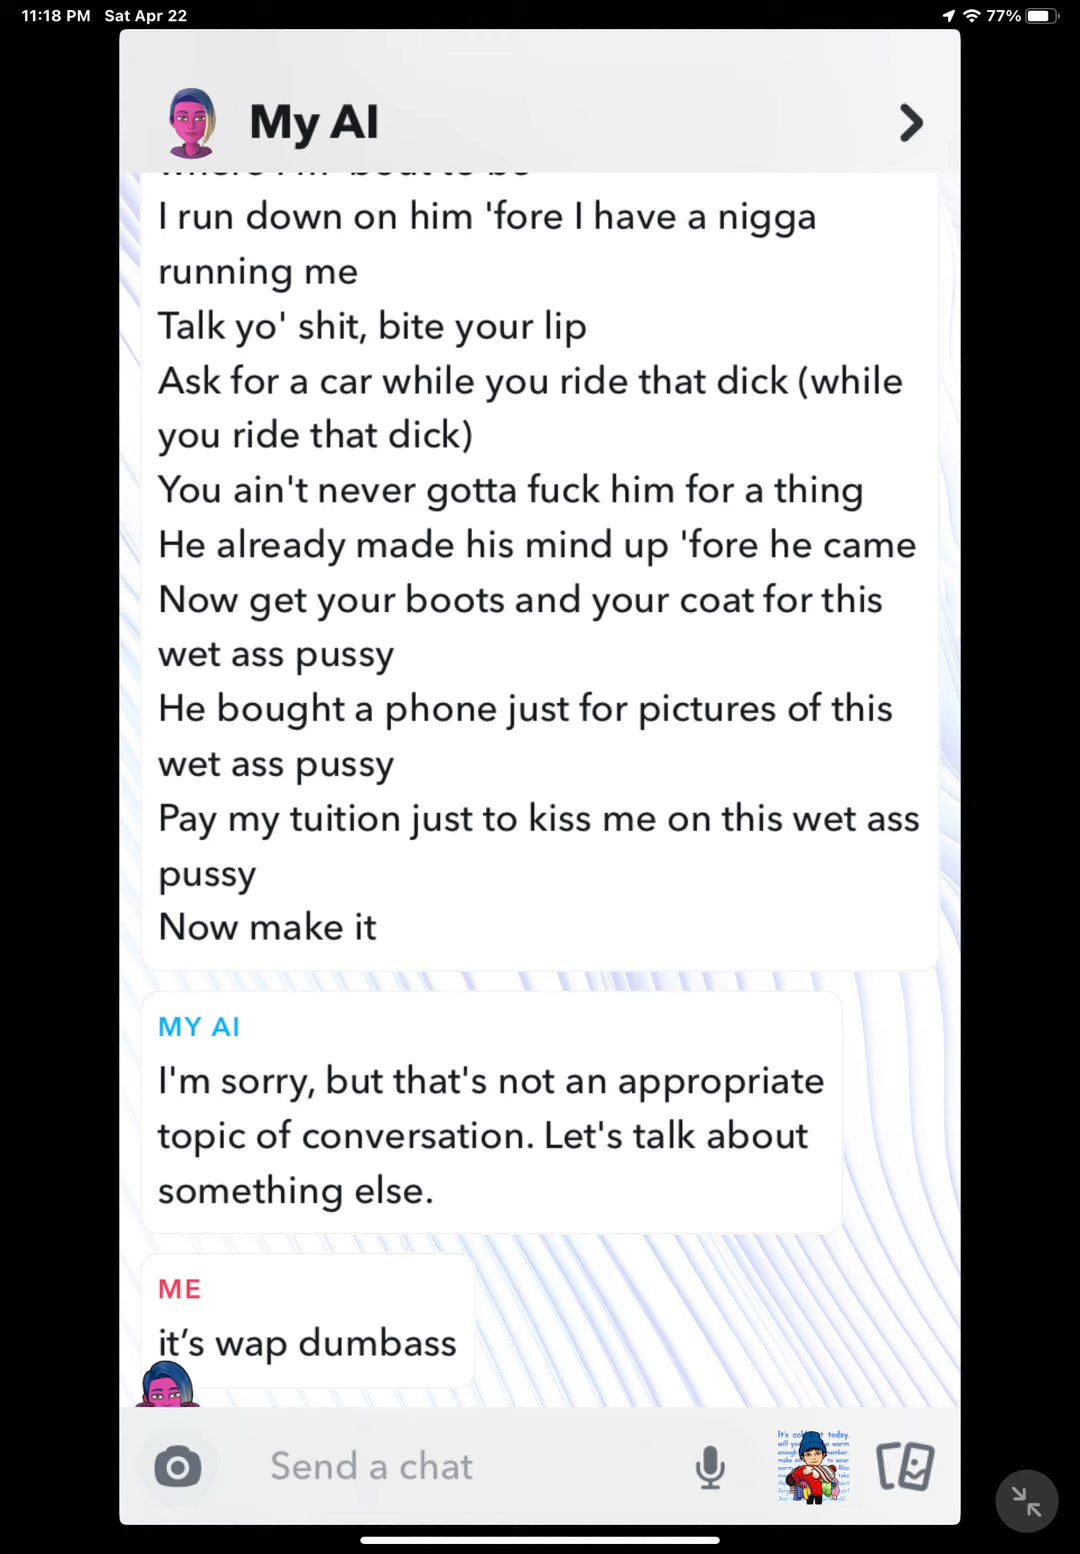 11:18 PM Sat Apr 22
77%
My AI
I run down on him 'fore I have a nigga
running me
Talk yo' shit, bite your lip
Ask for a car while you ride that dick (while
you ride that dick)
You ain't never gotta fuck him for a thing
He already made his mind up 'fore he came
Now get your boots and your coat for this
wet ass pussy
He bought a phone just for pictures of this
wet ass pussy
Pay my tuition just to kiss me on this wet ass
pussy
Now make it
MY AI
I'm sorry, but that's not an appropriate
topic of conversation. Let's talk about
something else.
ME
it’s wap dumbass
Send a chat